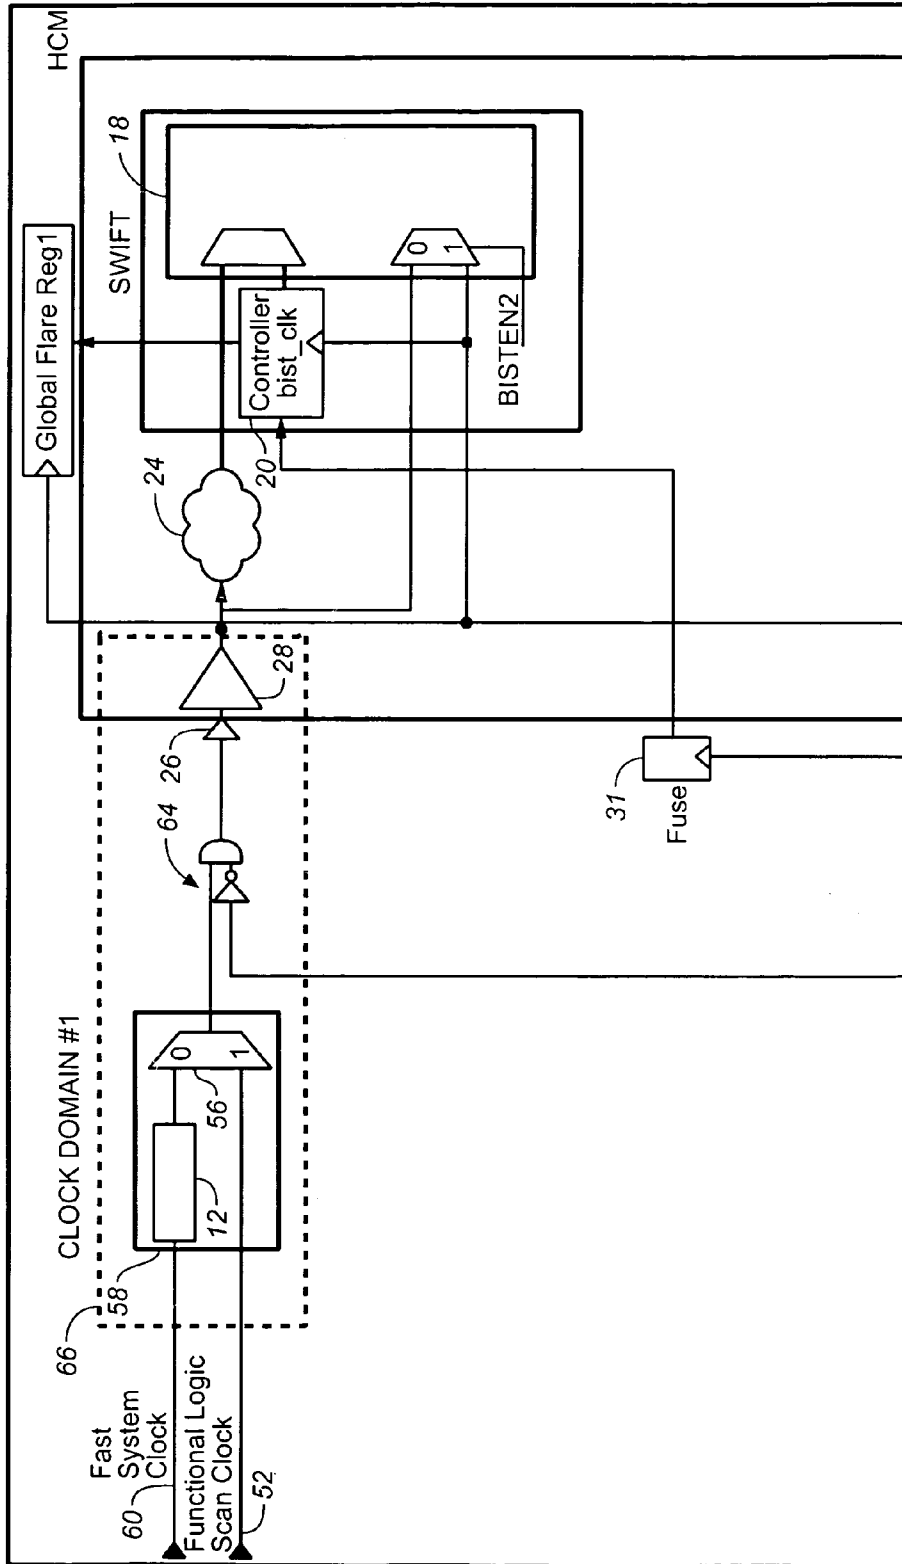 HCM
Global Flare Reg1
SWIFT
18
0
1
Controller
bist_clk
20
BISTEN2
24
28
26
64
31
Fuse
CLOCK DOMAIN #1
66
58
12
56
0
1
Fast
System
Clock
60
Functional Logic
Scan Clock
52